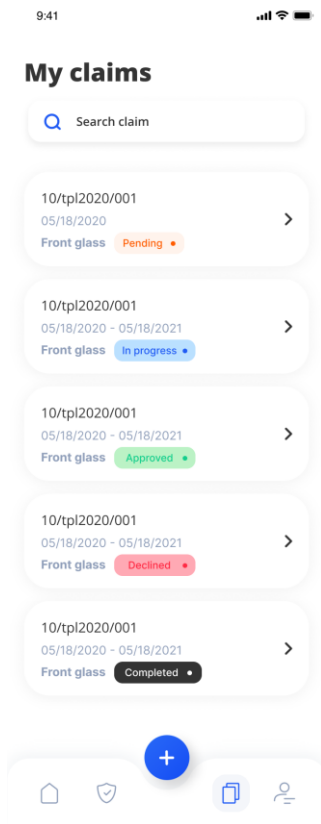 9:41
My claims
Search claim
10/tpl2020/001
05/18/2020
Front glass Pending
10/tpl2020/001
05/18/2020 - 05/18/2021
Front glass In progress
10/tpl2020/001
05/18/2020 - 05/18/2021
Front glass Approved
10/tpl2020/001
05/18/2020 - 05/18/2021
Front glass Declined
10/tpl2020/001
05/18/2020 - 05/18/2021
Front glass Completed